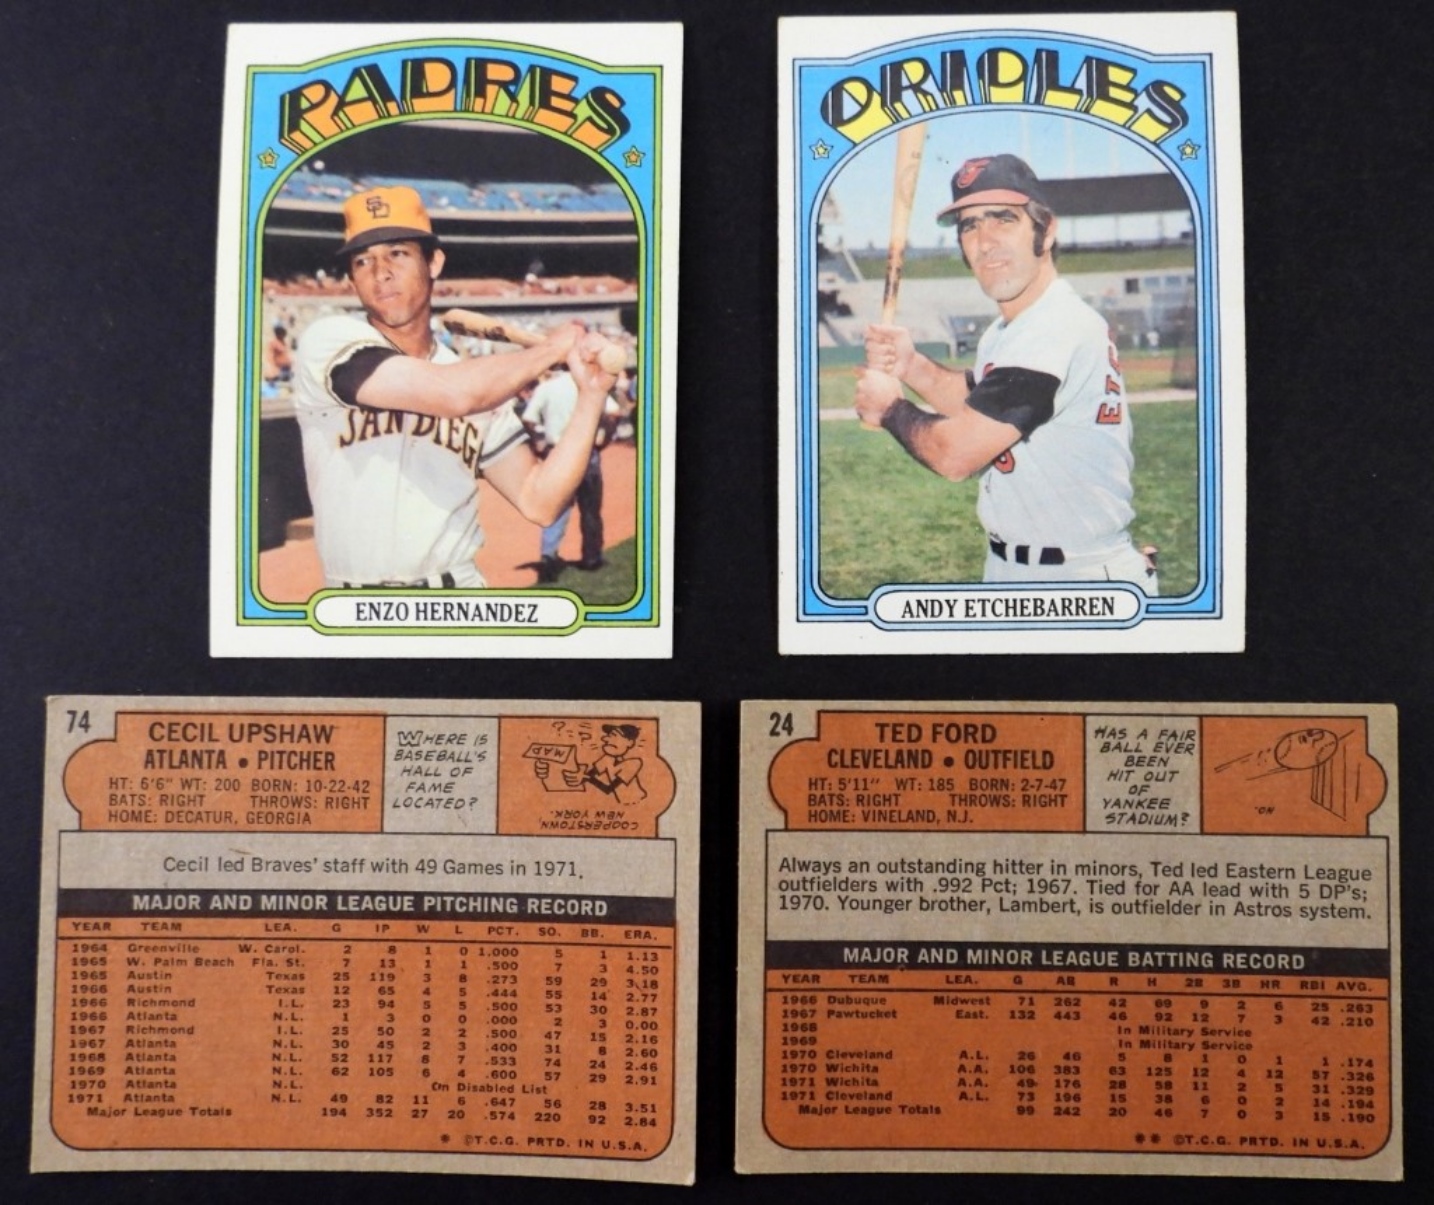 PADRES
SD
SAN DIEG
ENZO HERNANDEZ
ORIOLES
ETC
8
ANDY ETCHEBARREN
74
CECIL UPSHAW
ATLANTA • PITCHER
HT: 6'6" WT: 200 BORN: 10-22-42
BATS: RIGHT THROWS: RIGHT
HOME: DECATUR, GEORGIA
WHERE IS
BASEBALL'S
HALL OF
FAME
LOCATED?
MAP
COOPERSTOWN,
NEW YORK.
Cecil led Braves' staff with 49 Games in 1971.
MAJOR AND MINOR LEAGUE PITCHING RECORD
YEAR TEAM LEA. G IP W L PCT. SO. BB. ERA.
1964 Greenville W. Carol. 2 8 1 0 1.000 5 1 1.13
1965 W. Palm Beach Fla. St. 7 13 1 1 .500 7 3 4.50
1965 Austin Texas 25 119 3 8 .273 59 29 3.18
1966 Austin Texas 12 65 4 5 .444 55 14 2.77
1966 Richmond I.L. 23 94 5 5 .500 53 30 2.87
1966 Atlanta N.L. 1 3 0 0 .000 2 3 0.00
1967 Richmond I.L. 25 50 2 2 .500 47 15 2.16
1967 Atlanta N.L. 30 45 2 3 .400 31 8 2.60
1968 Atlanta N.L. 52 117 8 7 .533 74 24 2.46
1969 Atlanta N.L. 62 105 6 4 .600 57 29 2.91
1970 Atlanta N.L. On Disabled List
1971 Atlanta N.L. 49 82 11 6 .647 56 28 3.51
Major League Totals 194 352 27 20 .574 220 92 2.84
* ©T.C.G. PRTD. IN U.S.A.
24
TED FORD
CLEVELAND • OUTFIELD
HT: 5'11" WT: 185 BORN: 2-7-47
BATS: RIGHT THROWS: RIGHT
HOME: VINELAND, N.J.
HAS A FAIR
BALL EVER
BEEN
HIT OUT
OF
YANKEE
STADIUM?
NO.
Always an outstanding hitter in minors, Ted led Eastern League
outfielders with .992 Pct; 1967. Tied for AA lead with 5 DP's;
1970. Younger brother, Lambert, is outfielder in Astros system.
MAJOR AND MINOR LEAGUE BATTING RECORD
YEAR TEAM LEA. G AB R H 2B 3B HR RBI AVG.
1966 Dubuque Midwest 71 262 42 69 9 2 6 25 .263
1967 Pawtucket East. 132 443 46 92 12 7 3 42 .210
1968 In Military Service
1969 In Military Service
1970 Cleveland A.L. 26 46 5 8 1 0 1 1 .174
1970 Wichita A.A. 106 383 63 125 12 4 12 57 .326
1971 Wichita A.A. 49 176 28 58 11 2 5 31 .329
1971 Cleveland A.L. 73 196 15 38 6 0 2 14 .194
Major League Totals 99 242 20 46 7 0 3 15 .190
* * ©T.C.G. PRTD. IN U.S.A.